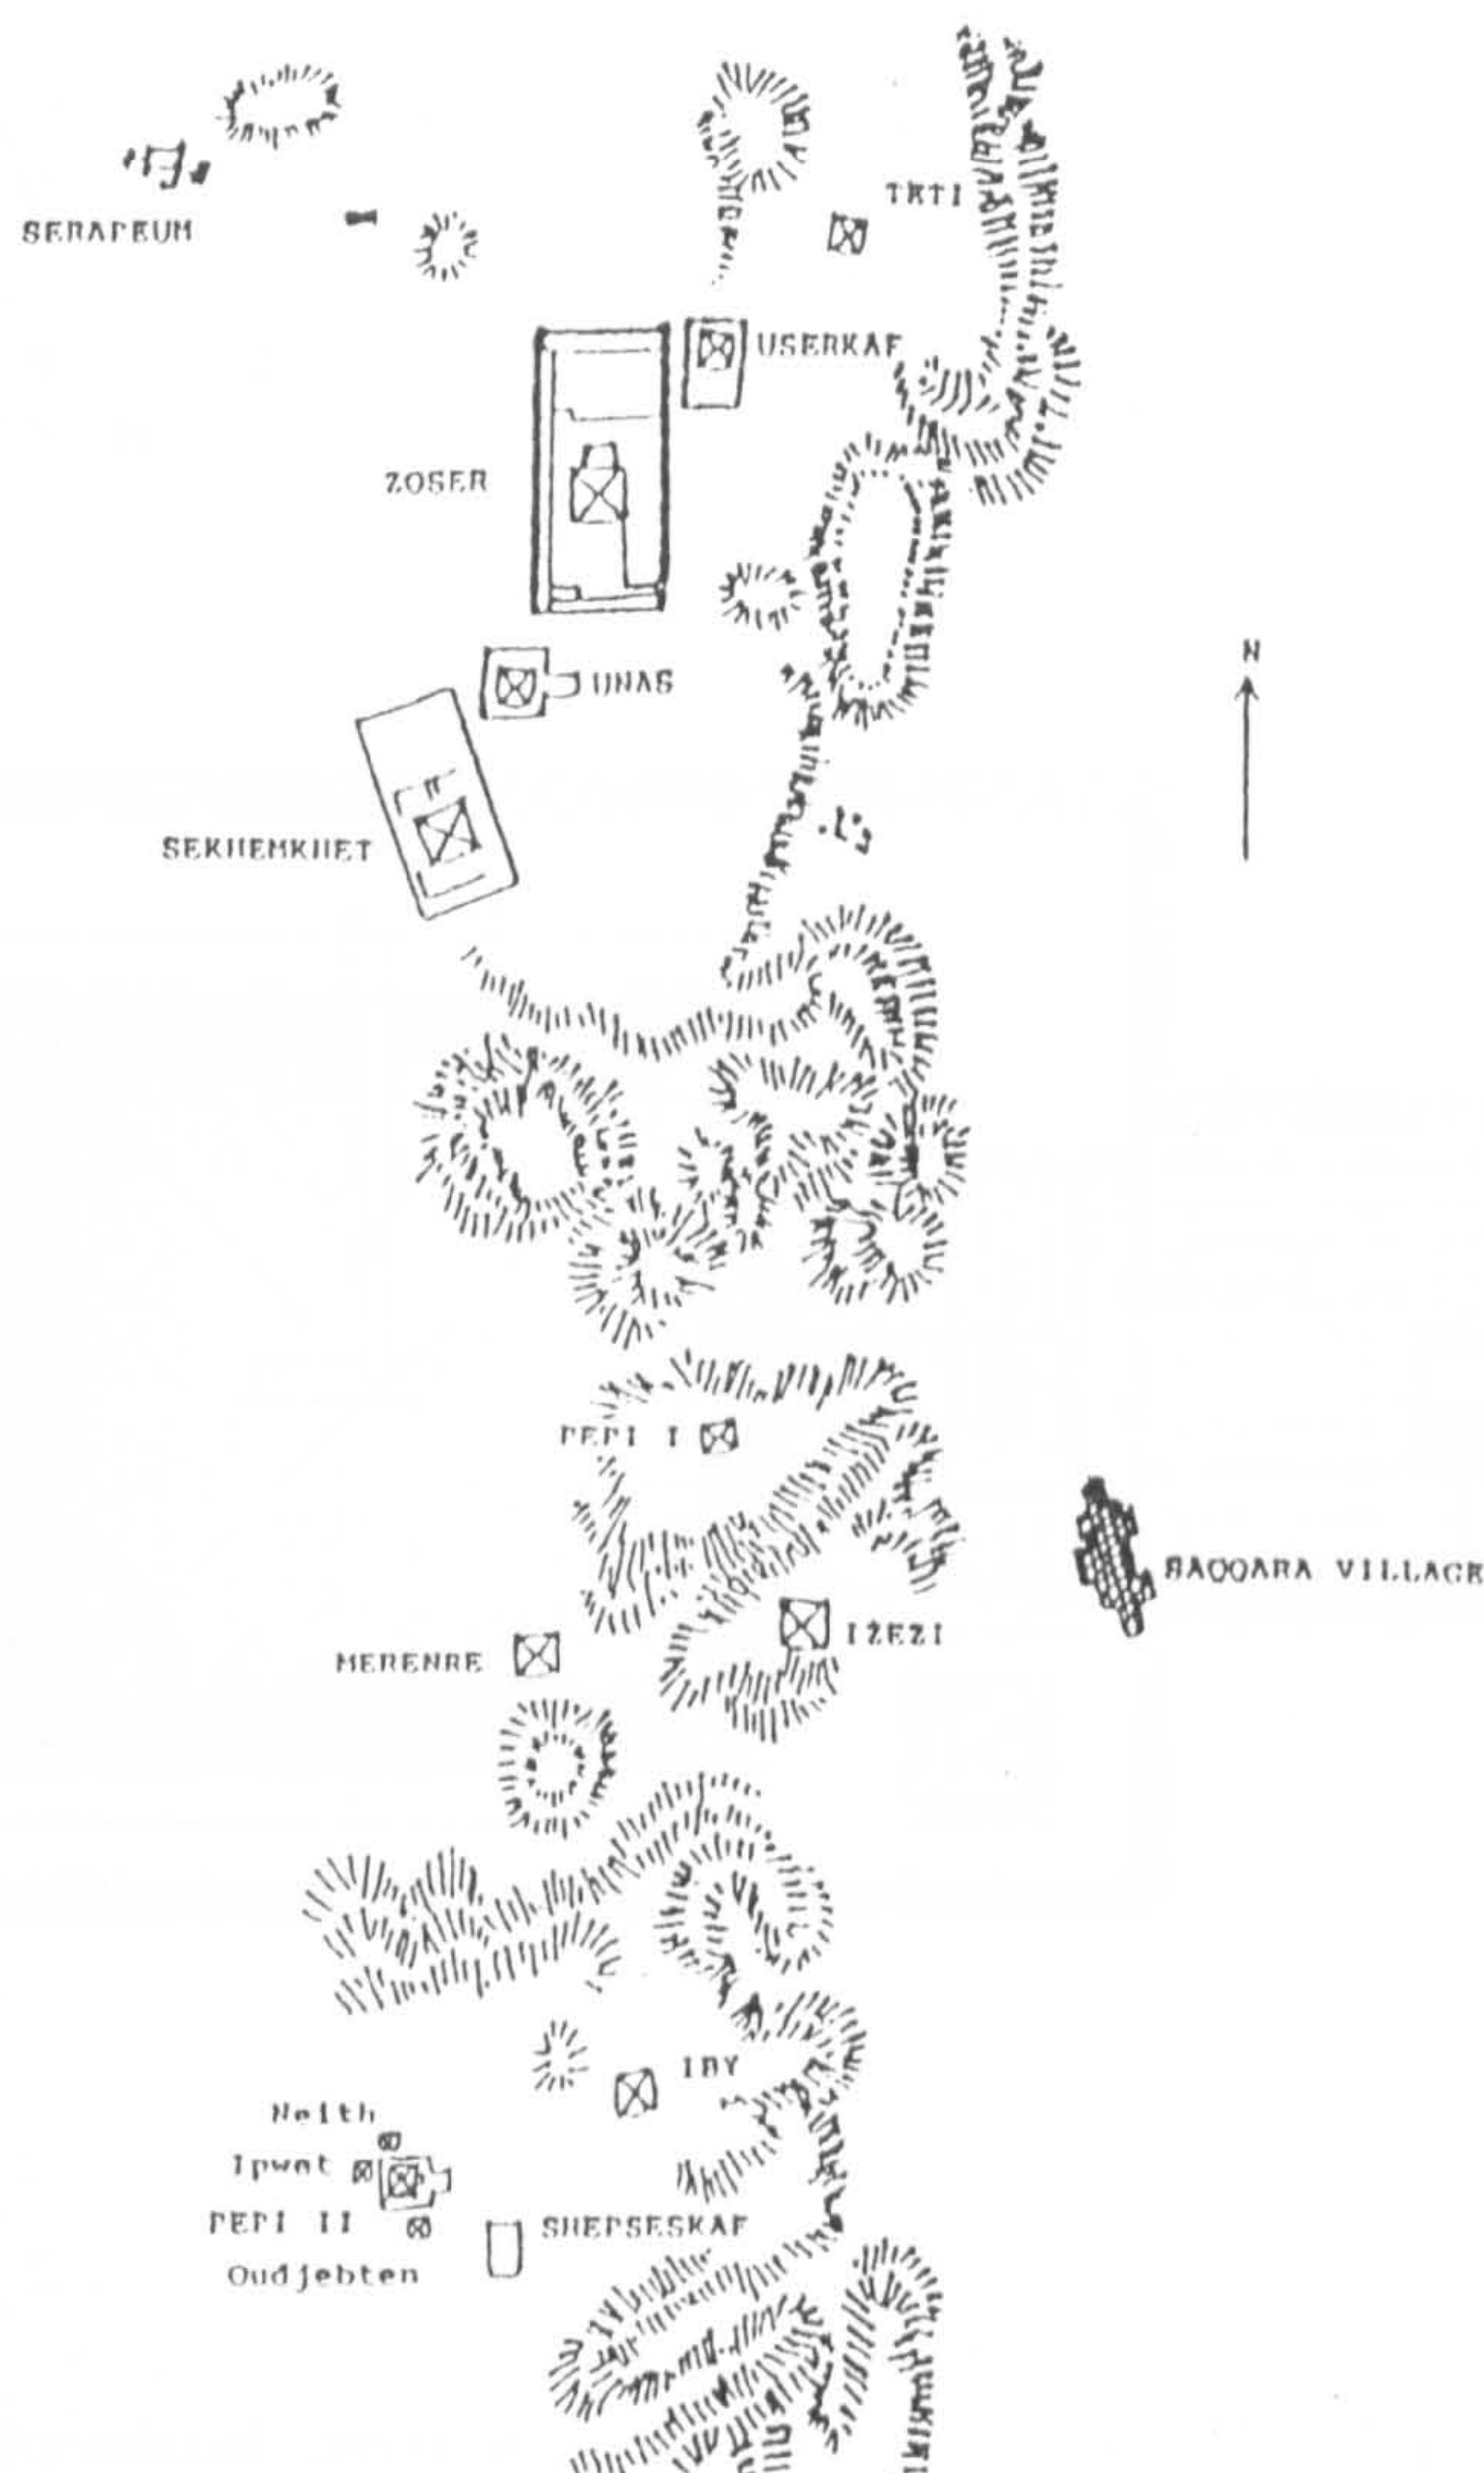 TETI
SERAPEUM
USERKAF
ZOSER
N
UNAS
SEKHEMKHET
PEPI I
SAQQARA VILLAGE
IZEZI
MERENRE
IBY
Neith
Ipwet
PEPI II
SHEPSESKAF
Oudjebten